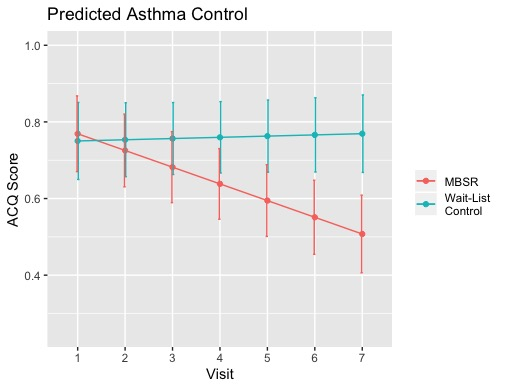 Predicted Asthma Control
1.0
0.8
0.6
0.4
ACQ Score
1 2 3 4 5 6 7
Visit
MBSR
Wait-List
Control